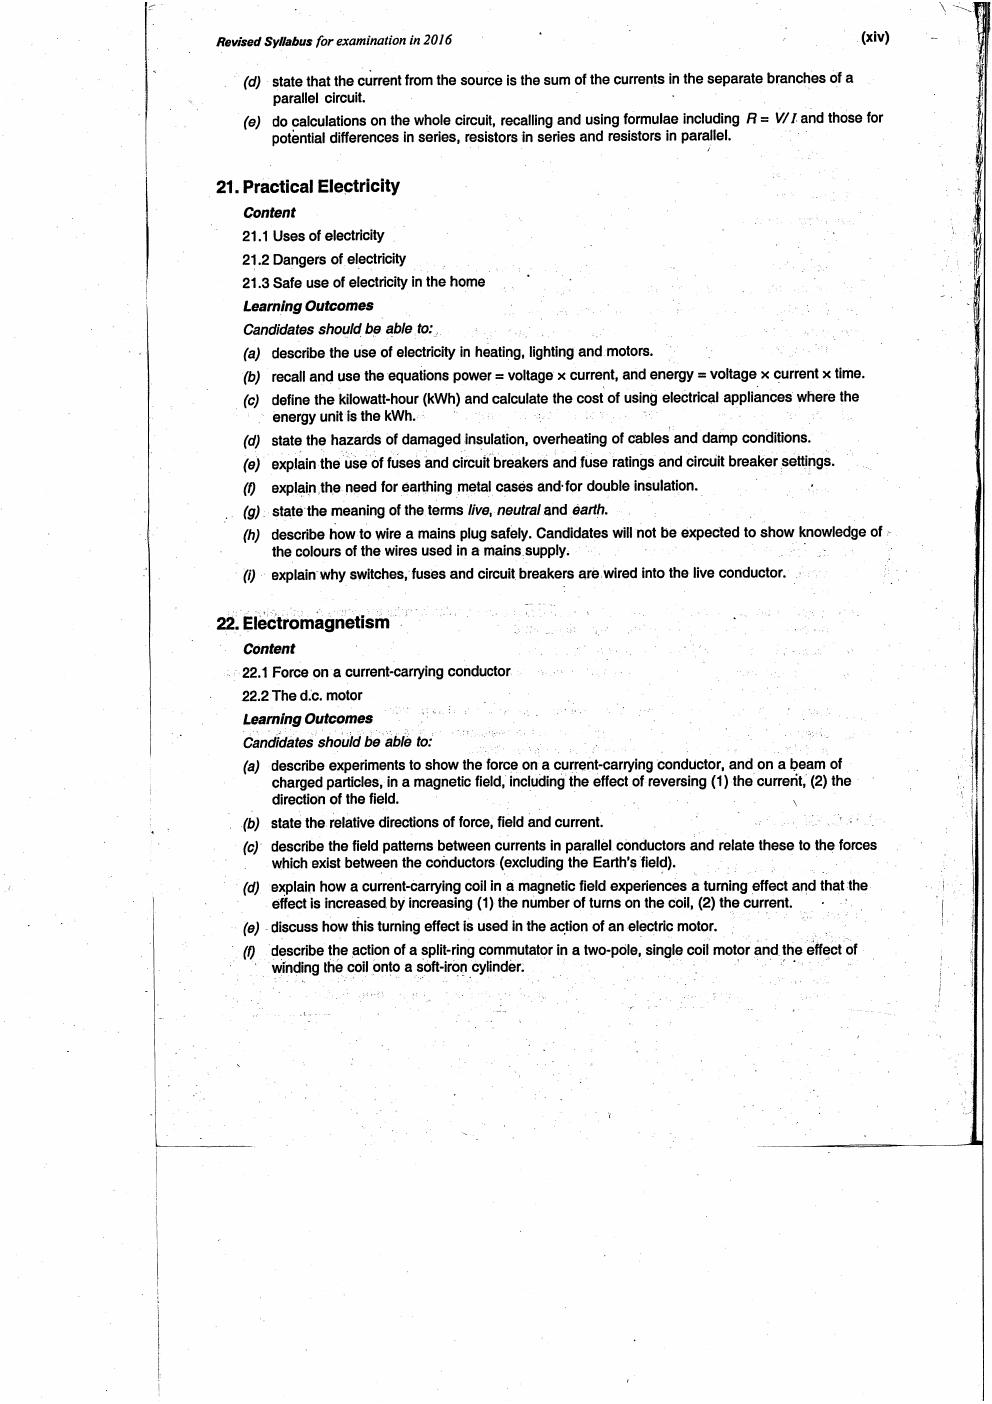 Revised Syllabus for examination in 2016 (xiv)
(d) state that the current from the source is the sum of the currents in the separate branches of a
parallel circuit.
(e) do calculations on the whole circuit, recalling and using formulae including R = V/I and those for
potential differences in series, resistors in series and resistors in parallel.
21. Practical Electricity
Content
21.1 Uses of electricity
21.2 Dangers of electricity
21.3 Safe use of electricity in the home
Learning Outcomes
Candidates should be able to:
(a) describe the use of electricity in heating, lighting and motors.
(b) recall and use the equations power = voltage × current, and energy = voltage × current × time.
(c) define the kilowatt-hour (kWh) and calculate the cost of using electrical appliances where the
energy unit is the kWh.
(d) state the hazards of damaged insulation, overheating of cables and damp conditions.
(e) explain the use of fuses and circuit breakers and fuse ratings and circuit breaker settings.
(f) explain the need for earthing metal cases and for double insulation.
(g) state the meaning of the terms live, neutral and earth.
(h) describe how to wire a mains plug safely. Candidates will not be expected to show knowledge of
the colours of the wires used in a mains supply.
(i) explain why switches, fuses and circuit breakers are wired into the live conductor.
22. Electromagnetism
Content
22.1 Force on a current-carrying conductor
22.2 The d.c. motor
Learning Outcomes
Candidates should be able to:
(a) describe experiments to show the force on a current-carrying conductor, and on a beam of
charged particles, in a magnetic field, including the effect of reversing (1) the current, (2) the
direction of the field.
(b) state the relative directions of force, field and current.
(c) describe the field patterns between currents in parallel conductors and relate these to the forces
which exist between the conductors (excluding the Earth's field).
(d) explain how a current-carrying coil in a magnetic field experiences a turning effect and that the
effect is increased by increasing (1) the number of turns on the coil, (2) the current.
(e) discuss how this turning effect is used in the action of an electric motor.
(f) describe the action of a split-ring commutator in a two-pole, single coil motor and the effect of
winding the coil onto a soft-iron cylinder.